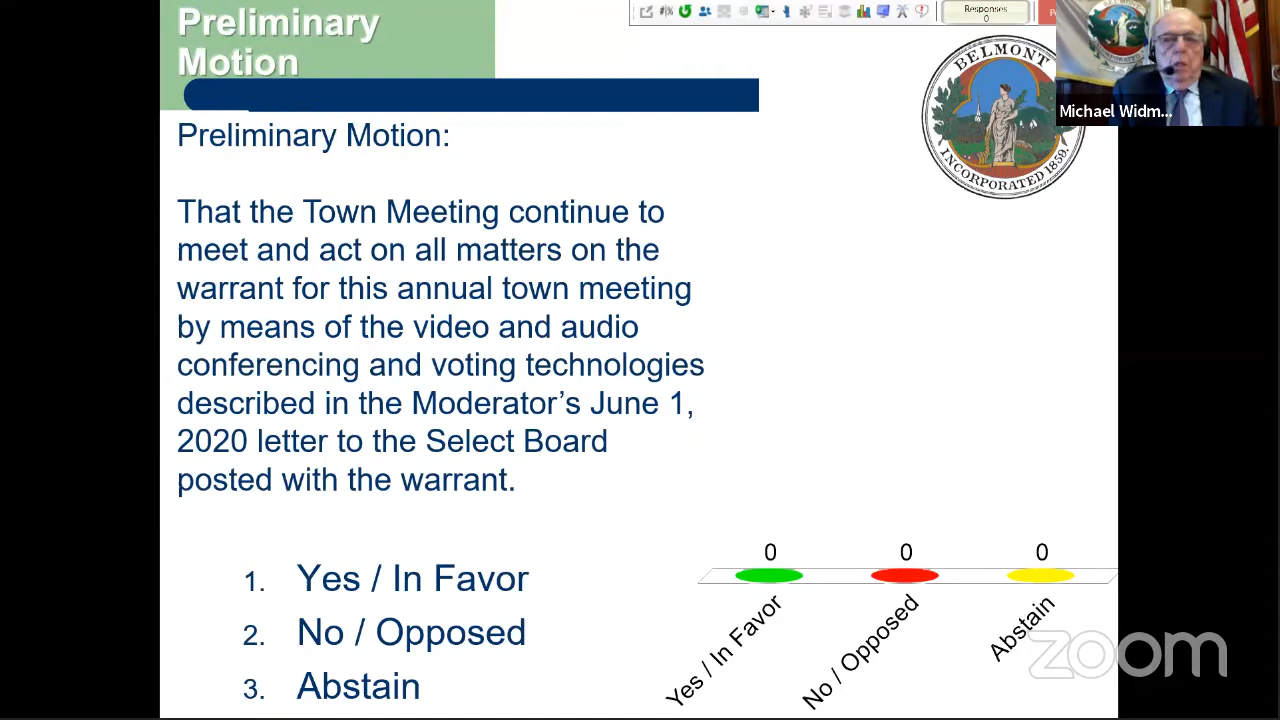 Preliminary
Motion
Responses
0
BELMONT
INCORPORATED 1859.
Michael Widm...
Preliminary Motion:
That the Town Meeting continue to
meet and act on all matters on the
warrant for this annual town meeting
by means of the video and audio
conferencing and voting technologies
described in the Moderator’s June 1,
2020 letter to the Select Board
posted with the warrant.
1. Yes / In Favor
2. No / Opposed
3. Abstain
0 0 0
Yes / In Favor
No / Opposed
Abstain
zoom